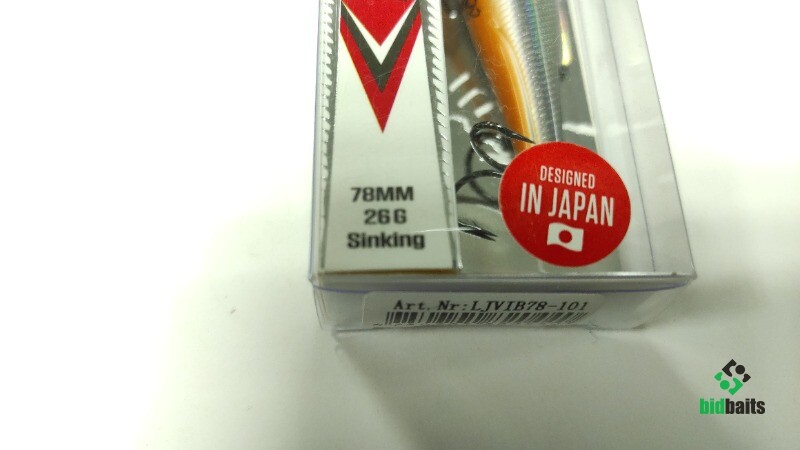 78MM
26G
Sinking
DESIGNED
IN JAPAN
Art.Nr:LJVIB78-101
bidbaits